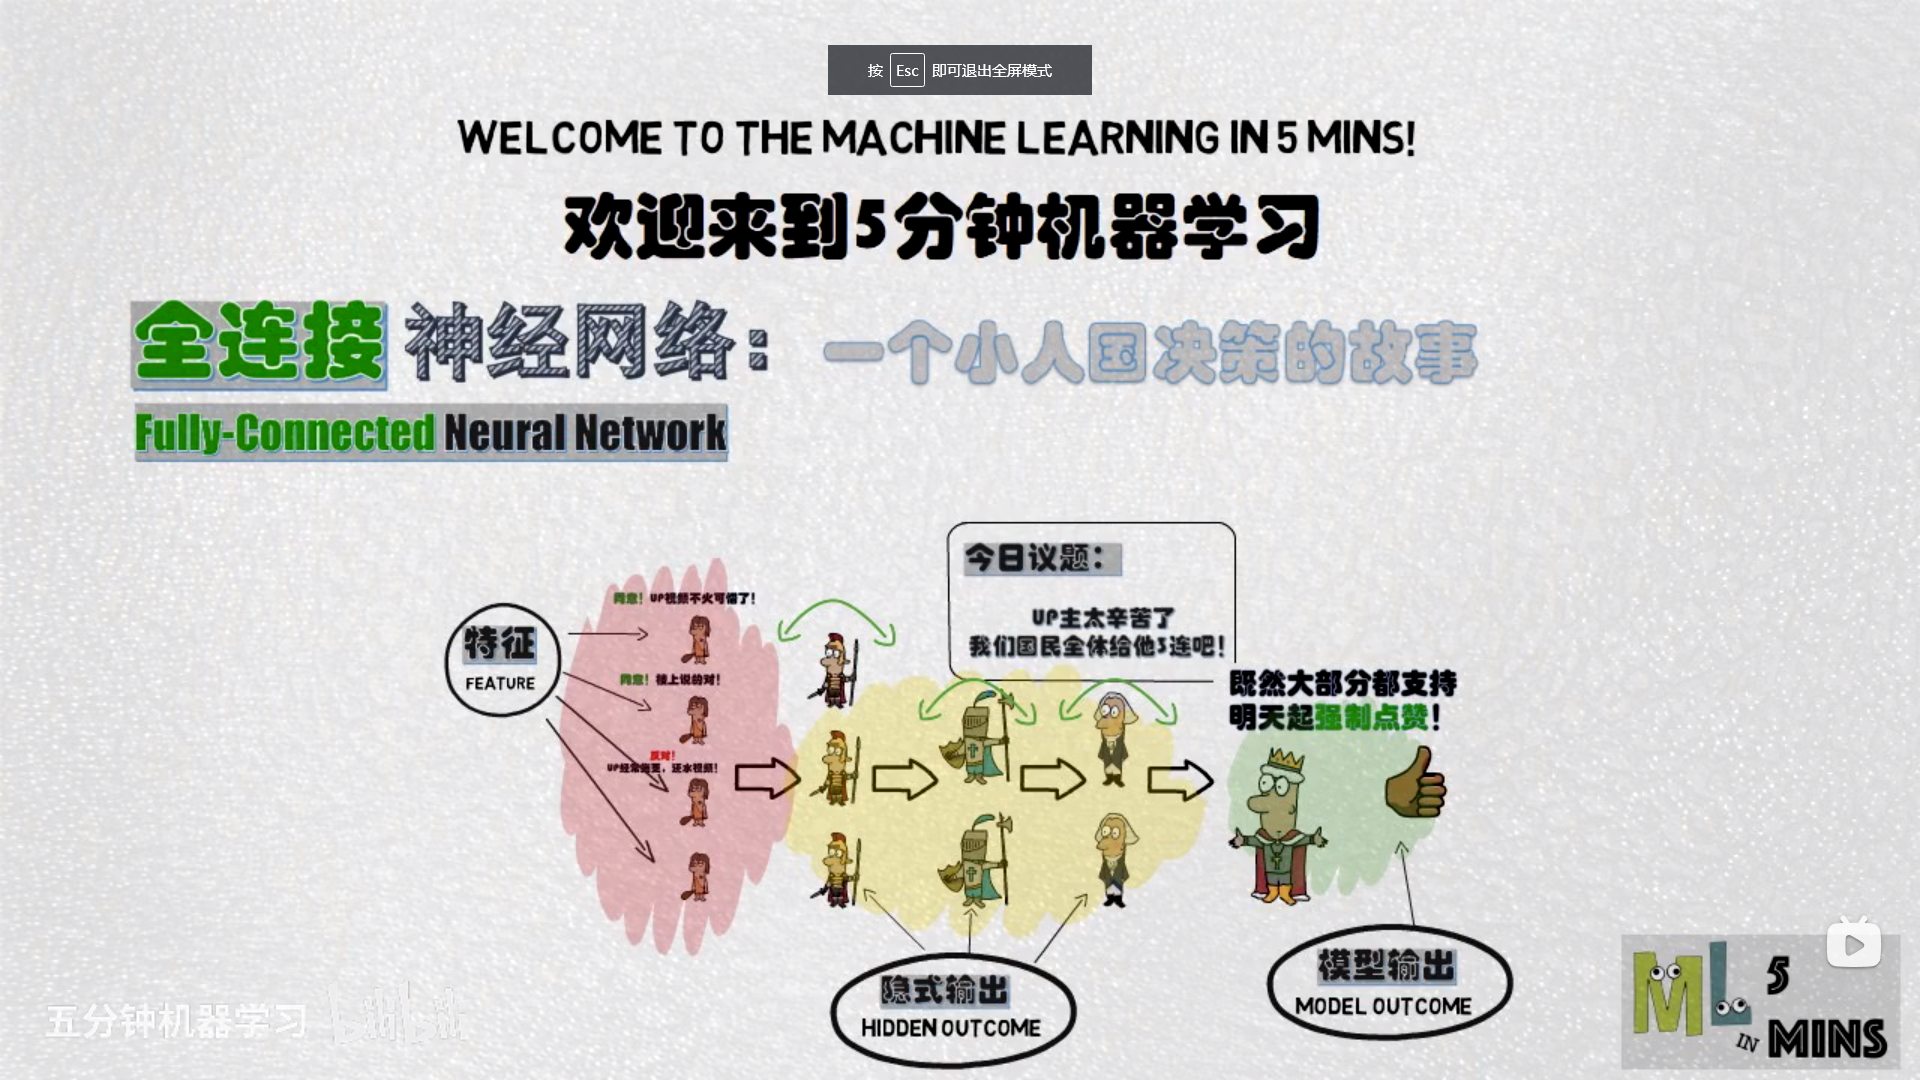 按 Esc 即可退出全屏模式
WELCOME TO THE MACHINE LEARNING IN 5 MINS!
欢迎来到5分钟机器学习
全连接神经网络：一个小人国决策的故事
Fully-Connected Neural Network
今日议题：
UP主太辛苦了
我们国民全体给他3连吧！
同意！UP视频不火可惜了！
特征
FEATURE
同意！楼上说的对！
反对！
UP经常拖更，还水视频！
既然大部分都支持
明天起强制点赞！
隐式输出
HIDDEN OUTCOME
模型输出
MODEL OUTCOME
五分钟机器学习 bilibili
ML IN 5 MINS